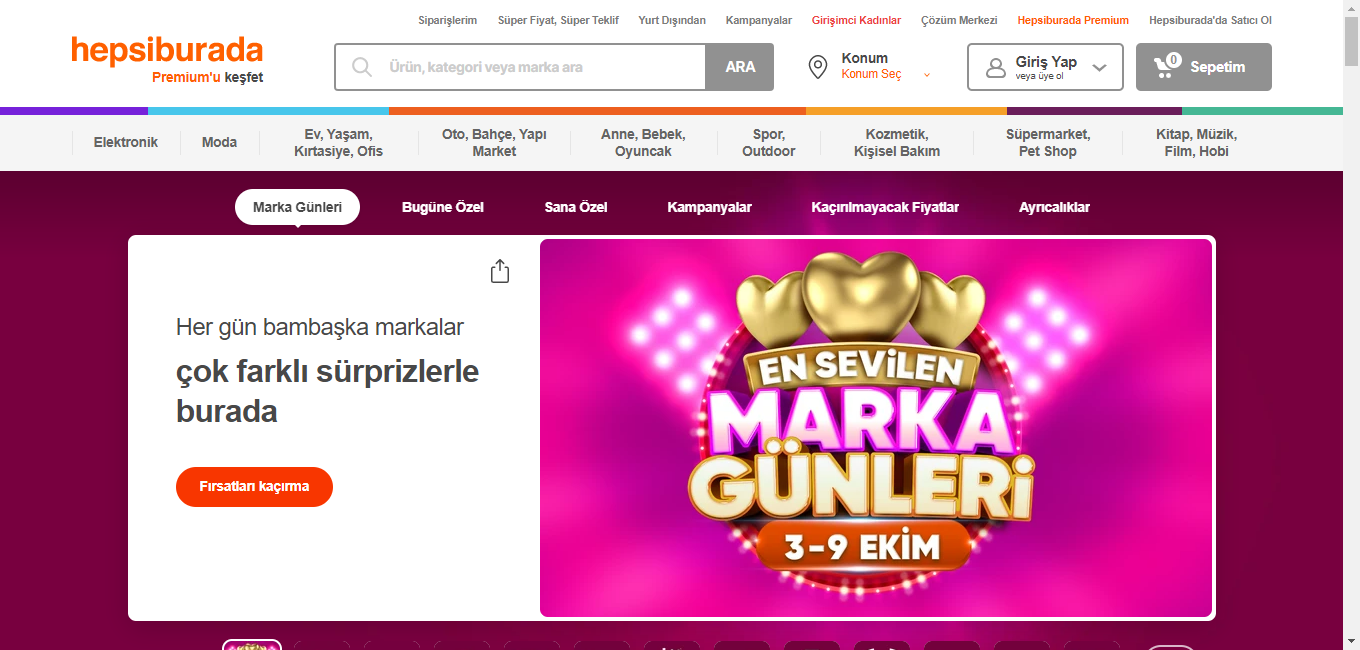 Siparişlerim
Süper Fiyat, Süper Teklif
Yurt Dışından
Kampanyalar
Girişimci Kadınlar
Çözüm Merkezi
Hepsiburada Premium
Hepsiburada'da Satıcı Ol
hepsiburada
Premium'u keşfet
Ürün, kategori veya marka ara
ARA
Konum
Konum Seç
Giriş Yap
veya üye ol
0
Sepetim
Elektronik
Moda
Ev, Yaşam,
Kırtasiye, Ofis
Oto, Bahçe, Yapı
Market
Anne, Bebek,
Oyuncak
Spor,
Outdoor
Kozmetik,
Kişisel Bakım
Süpermarket,
Pet Shop
Kitap, Müzik,
Film, Hobi
Marka Günleri
Bugüne Özel
Sana Özel
Kampanyalar
Kaçırılmayacak Fiyatlar
Ayrıcalıklar
Her gün bambaşka markalar
çok farklı sürprizlerle
burada
Fırsatları kaçırma
EN SEVİLEN
MARKA
GÜNLERİ
3-9 EKİM